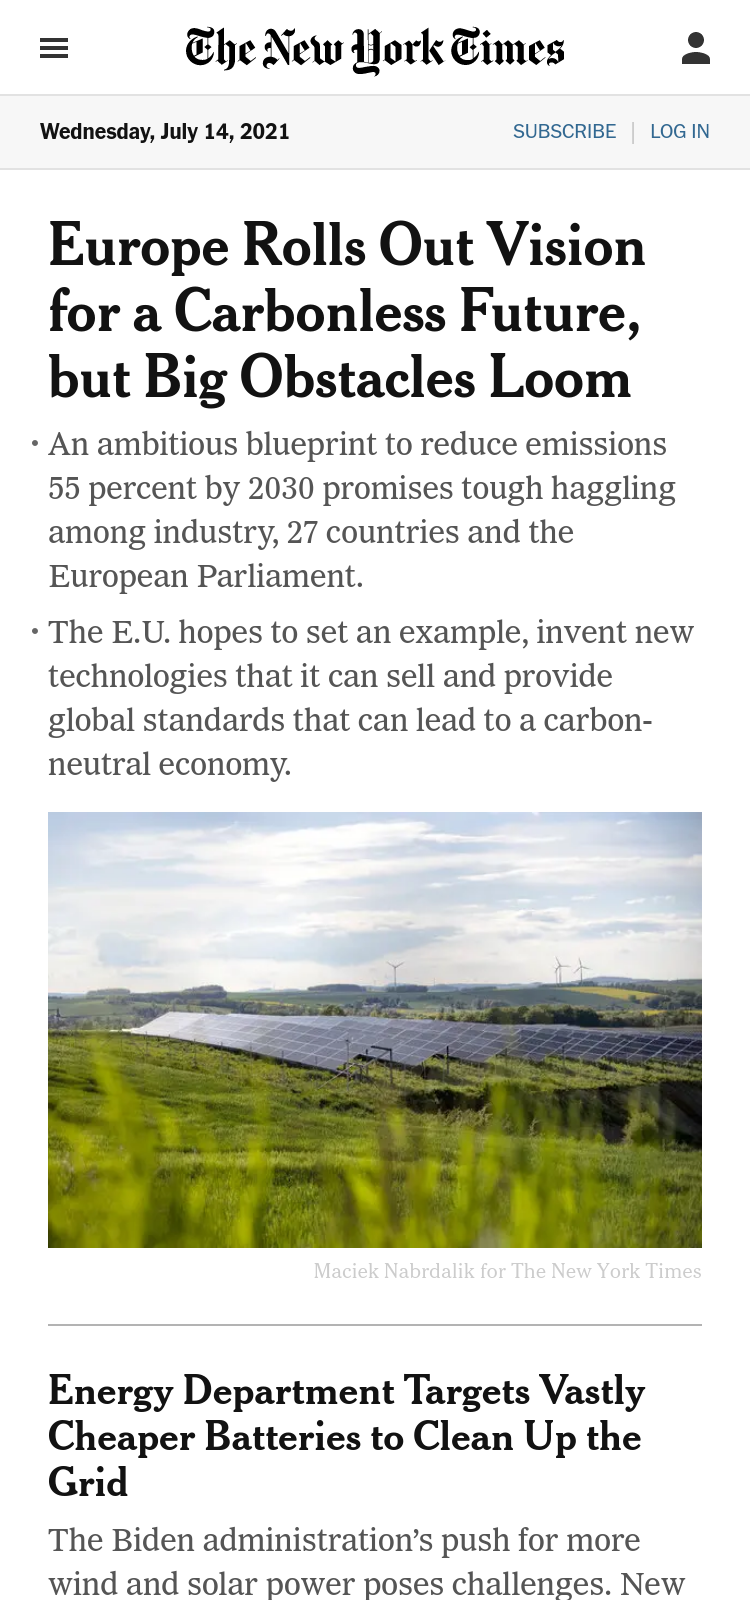 The New York Times
Wednesday, July 14, 2021
SUBSCRIBE | LOG IN
Europe Rolls Out Vision
for a Carbonless Future,
but Big Obstacles Loom
• An ambitious blueprint to reduce emissions
55 percent by 2030 promises tough haggling
among industry, 27 countries and the
European Parliament.
• The E.U. hopes to set an example, invent new
technologies that it can sell and provide
global standards that can lead to a carbon-
neutral economy.
Maciek Nabrdalik for The New York Times
Energy Department Targets Vastly
Cheaper Batteries to Clean Up the
Grid
The Biden administration’s push for more
wind and solar power poses challenges. New